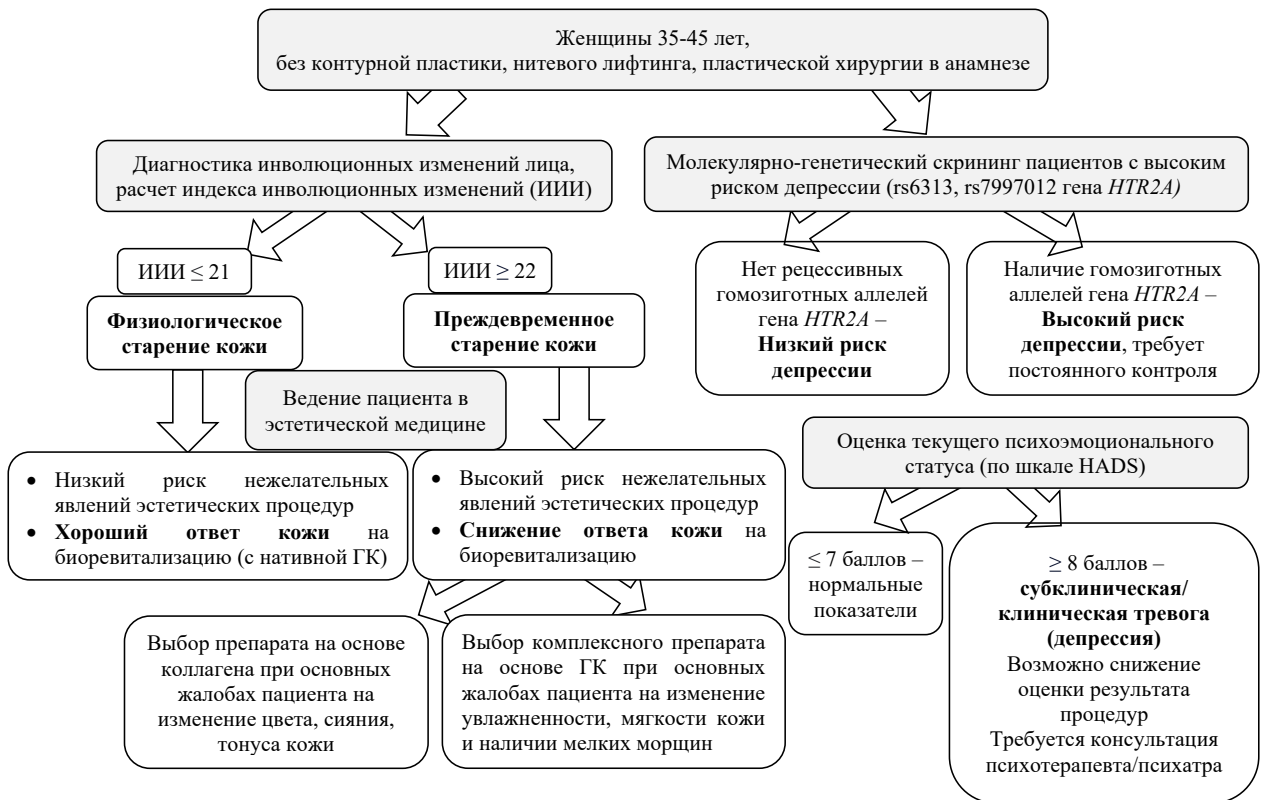 Женщины 35-45 лет,
без контурной пластики, нитевого лифтинга, пластической хирургии в анамнезе
Диагностика инволюционных изменений лица,
расчет индекса инволюционных изменений (ИИИ)
Молекулярно-генетический скрининг пациентов с высоким
риском депрессии (rs6313, rs7997012 гена HTR2A)
ИИИ ≤ 21
ИИИ ≥ 22
Физиологическое
старение кожи
Преждевременное
старение кожи
Нет рецессивных
гомозиготных аллелей
гена HTR2A –
Низкий риск
депрессии
Наличие гомозиготных
аллелей гена HTR2A –
Высокий риск
депрессии, требует
постоянного контроля
Ведение пациента в
эстетической медицине
Оценка текущего психоэмоционального
статуса (по шкале HADS)
• Низкий риск нежелательных
явлений эстетических процедур
• Хороший ответ кожи на
биоревитализацию (с нативной ГК)
• Высокий риск нежелательных
явлений эстетических процедур
• Снижение ответа кожи на
биоревитализацию
≤ 7 баллов –
нормальные
показатели
≥ 8 баллов –
субклиническая/
клиническая тревога
(депрессия)
Возможно снижение
оценки результата
процедур
Требуется консультация
психотерапевта/психатра
Выбор препарата на основе
коллагена при основных
жалобах пациента на
изменение цвета, сияния,
тонуса кожи
Выбор комплексного препарата
на основе ГК при основных
жалобах пациента на изменение
увлажненности, мягкости кожи
и наличии мелких морщин